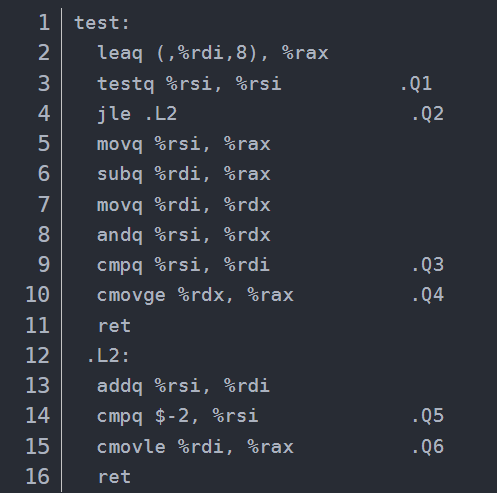 1 test:
2 leaq (,%rdi,8), %rax
3 testq %rsi, %rsi .Q1
4 jle .L2 .Q2
5 movq %rsi, %rax
6 subq %rdi, %rax
7 movq %rdi, %rdx
8 andq %rsi, %rdx
9 cmpq %rsi, %rdi .Q3
10 cmovge %rdx, %rax .Q4
11 ret
12 .L2:
13 addq %rsi, %rdi
14 cmpq $-2, %rsi .Q5
15 cmovle %rdi, %rax .Q6
16 ret